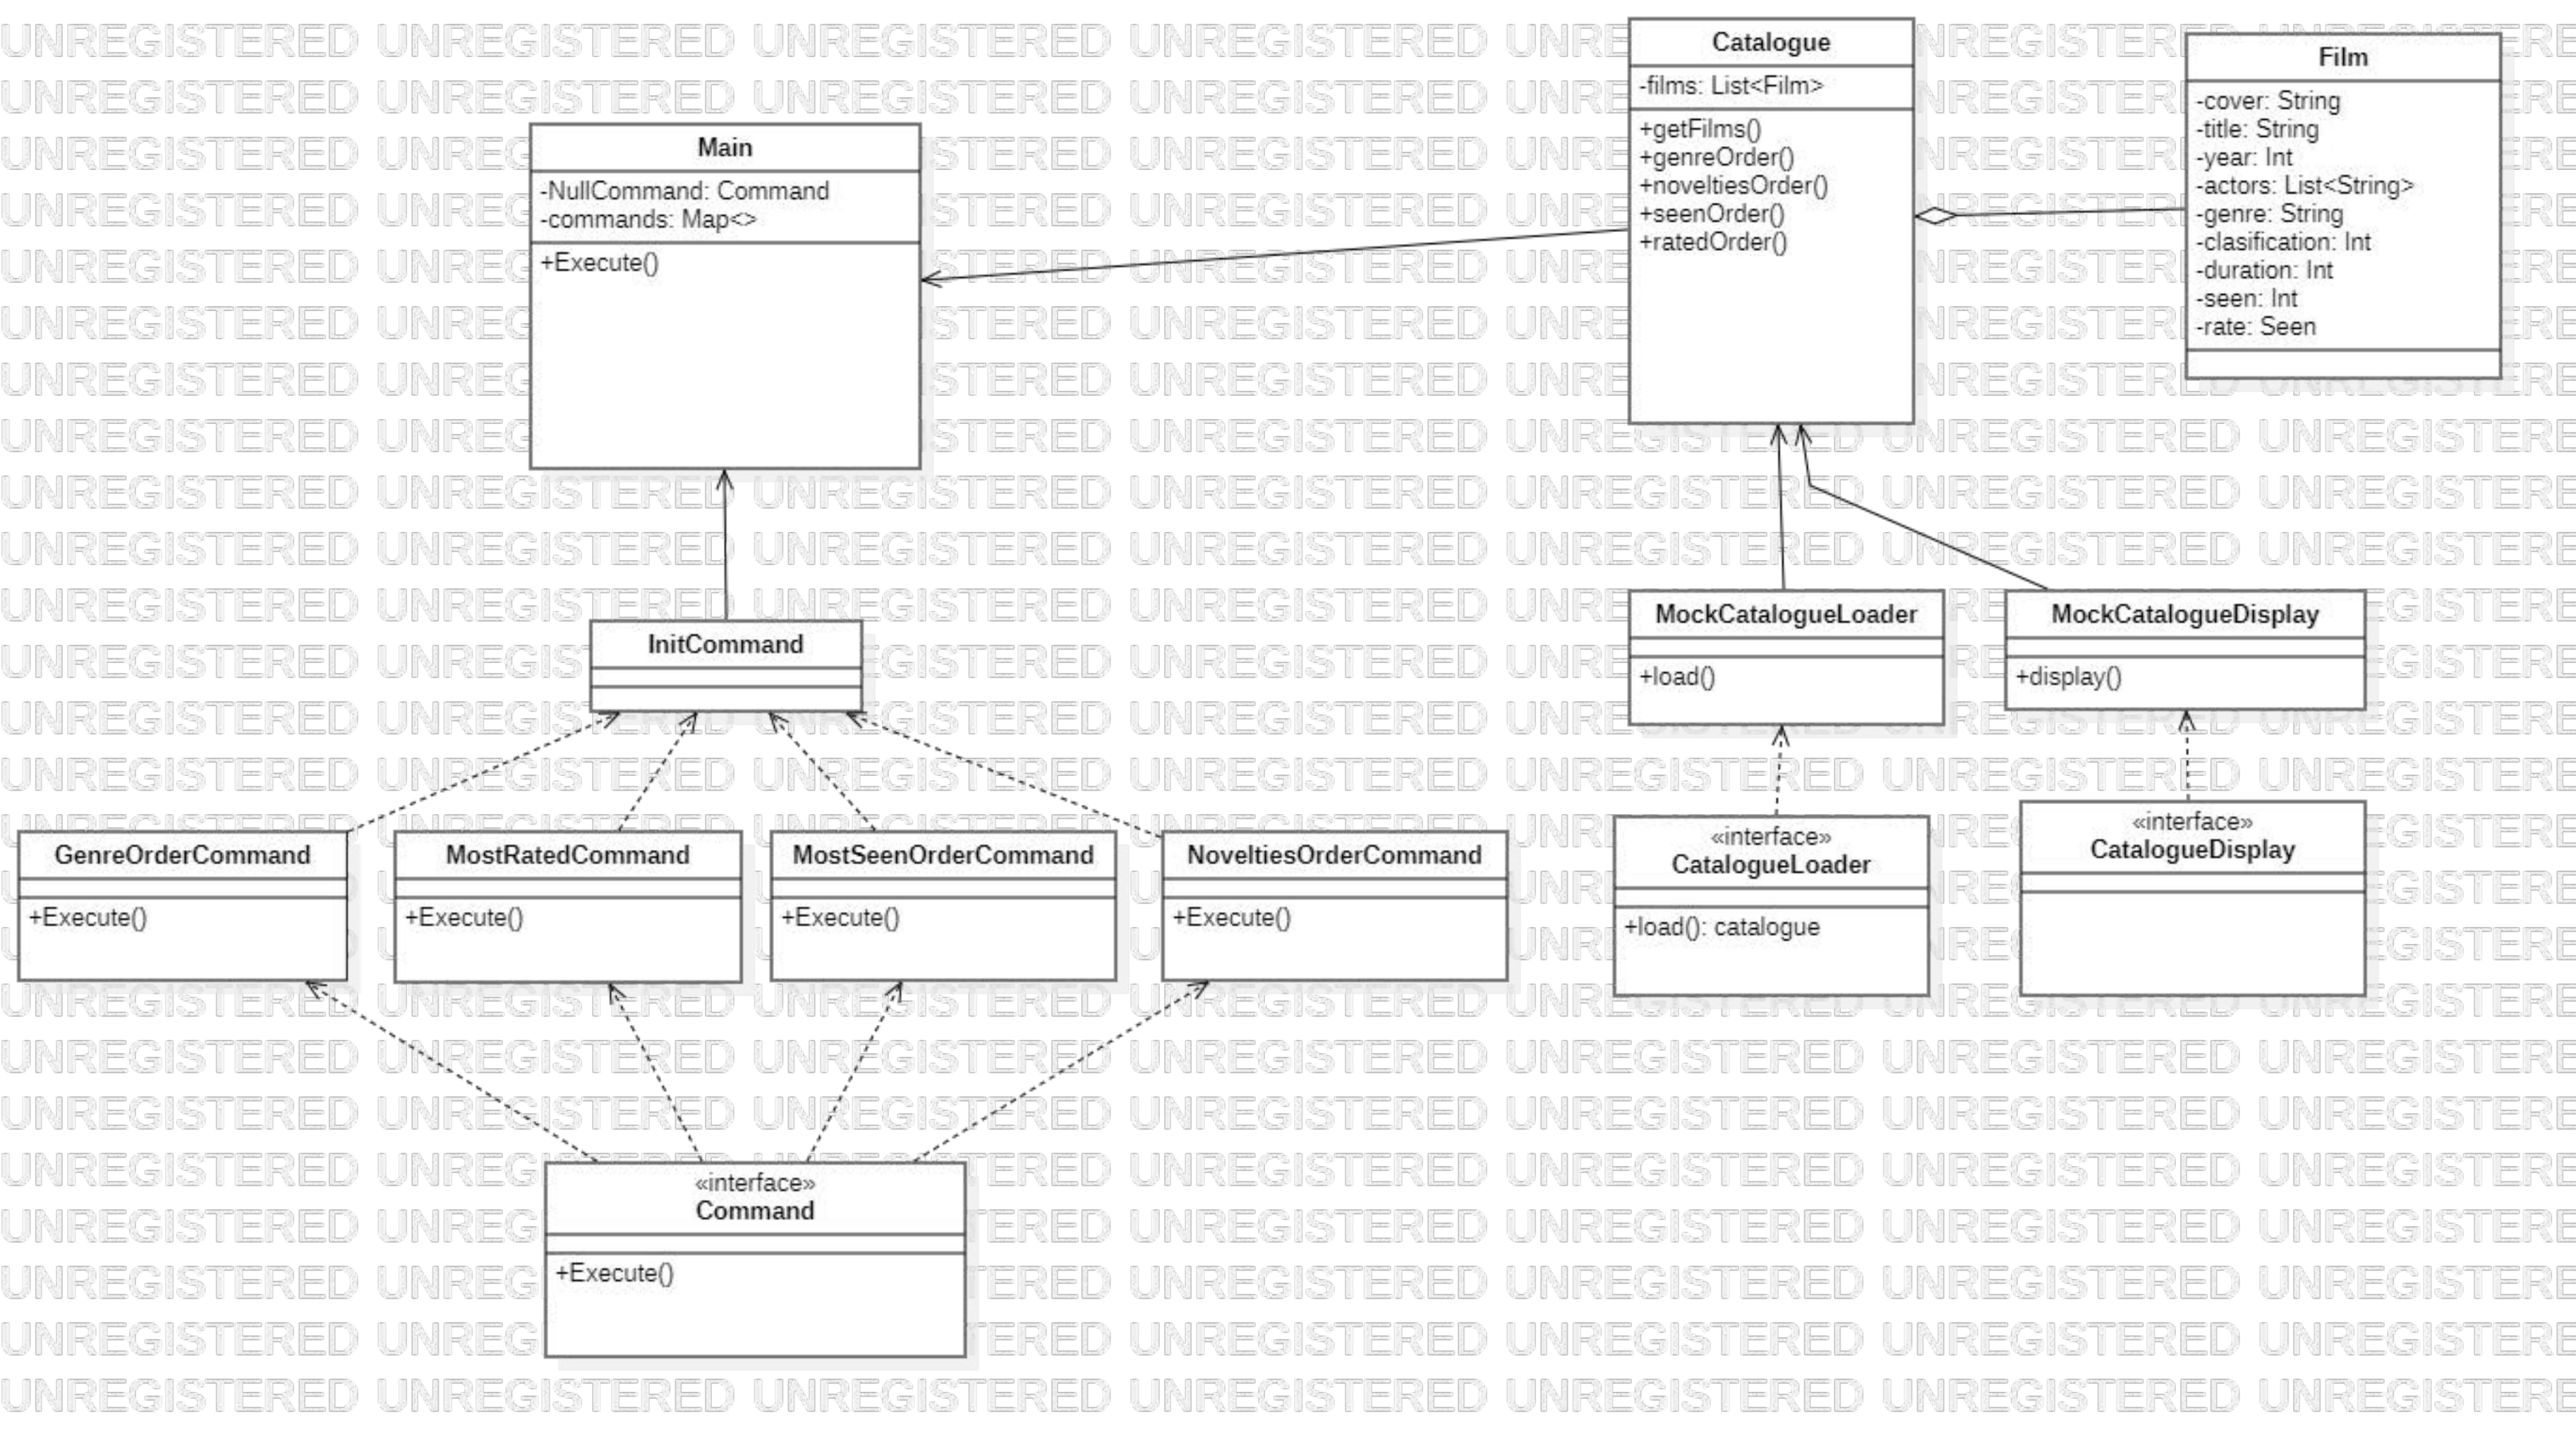 UNREGISTERED
Main
-NullCommand: Command
-commands: Map<>
+Execute()
Catalogue
-films: List<Film>
+getFilms()
+genreOrder()
+noveltiesOrder()
+seenOrder()
+ratedOrder()
Film
-cover: String
-title: String
-year: Int
-actors: List<String>
-genre: String
-clasification: Int
-duration: Int
-seen: Int
-rate: Seen
InitCommand
MockCatalogueLoader
+load()
MockCatalogueDisplay
+display()
GenreOrderCommand
+Execute()
MostRatedCommand
+Execute()
MostSeenOrderCommand
+Execute()
NoveltiesOrderCommand
+Execute()
«interface»
CatalogueLoader
+load(): catalogue
«interface»
CatalogueDisplay
«interface»
Command
+Execute()